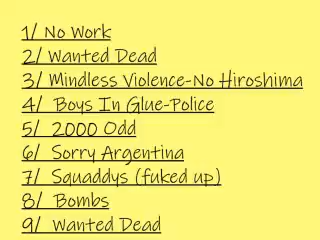 1/ No Work
2/ Wanted Dead
3/ Mindless Violence-No Hiroshima
4/ Boys In Glue-Police
5/ 2000 Odd
6/ Sorry Argentina
7/ Squaddys (fuked up)
8/ Bombs
9/ Wanted Dead